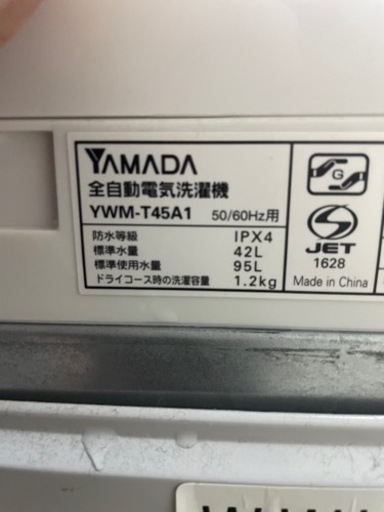 YAMADA
全自動電気洗濯機
YWM-T45A1 50/60Hz用
防水等級 IPX4
標準水量 42L
標準使用水量 95L
ドライコース時の洗濯容量 1.2kg
G
S
JET
1628
Made in China